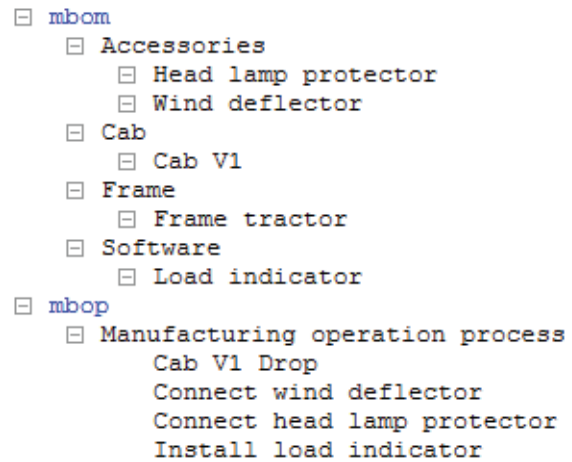 mbom
Accessories
Head lamp protector
Wind deflector
Cab
Cab V1
Frame
Frame tractor
Software
Load indicator
mbop
Manufacturing operation process
Cab V1 Drop
Connect wind deflector
Connect head lamp protector
Install load indicator